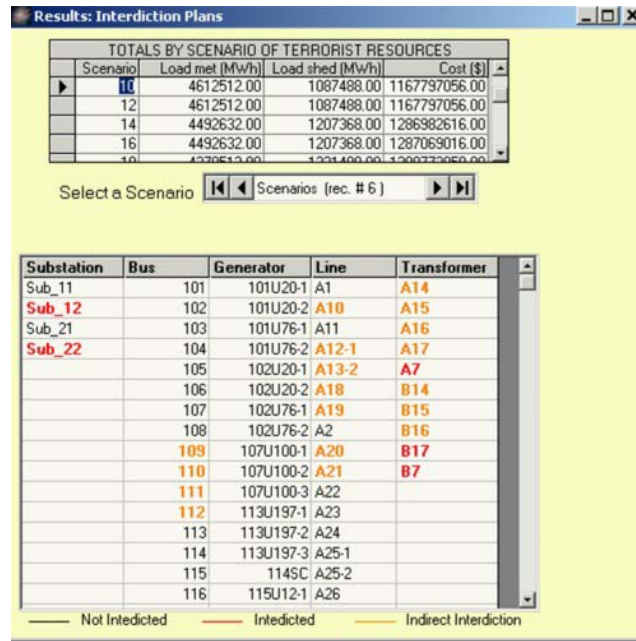 Results: Interdiction Plans
TOTALS BY SCENARIO OF TERRORIST RESOURCES
Scenario Load met (MWh) Load shed (MWh) Cost ($)
10 4612512.00 1087488.00 1167797056.00
12 4612512.00 1087488.00 1167797056.00
14 4492632.00 1207368.00 1286982616.00
16 4492632.00 1207368.00 1287069016.00
Select a Scenario Scenarios (rec. # 6 )
Substation Bus Generator Line Transformer
Sub_11 101 101U20-1 A1 A14
Sub_12 102 101U20-2 A10 A15
Sub_21 103 101U76-1 A11 A16
Sub_22 104 101U76-2 A12-1 A17
105 102U20-1 A13-2 A7
106 102U20-2 A18 B14
107 102U76-1 A19 B15
108 102U76-2 A2 B16
109 107U100-1 A20 B17
110 107U100-2 A21 B7
111 107U100-3 A22
112 113U197-1 A23
113 113U197-2 A24
114 113U197-3 A25-1
115 114SC A25-2
116 115U12-1 A26
Not Intedicted Intedicted Indirect Interdiction